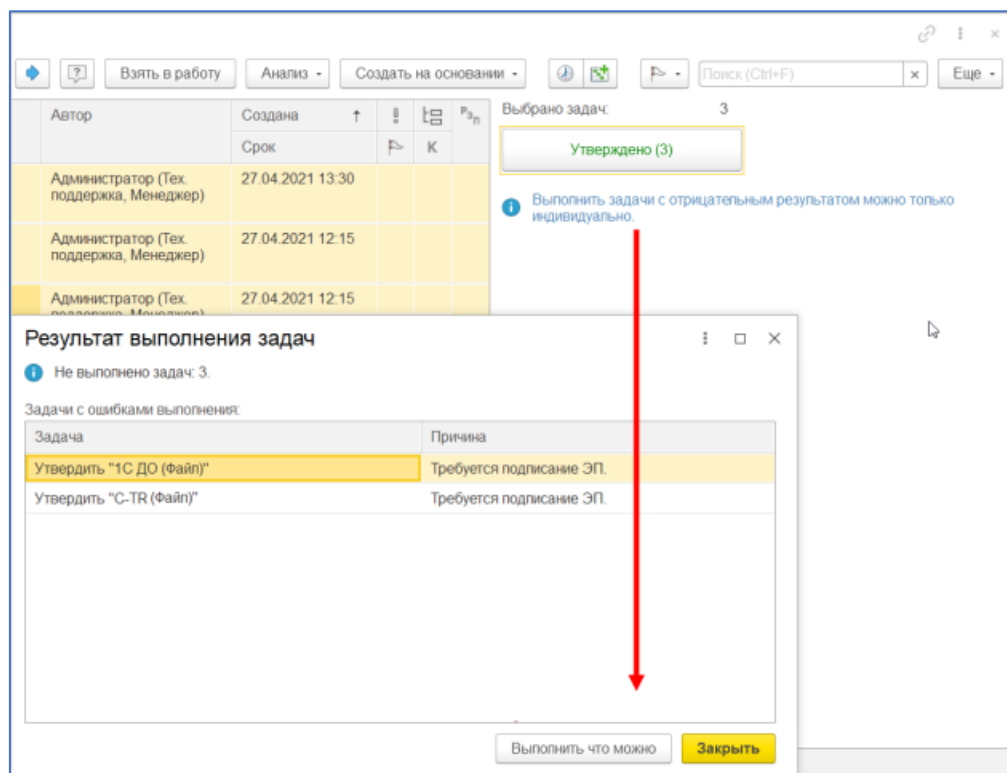 Взять в работу Анализ Создать на основании Поиск (Ctrl+F) Еще
Автор Создана К Р З П Выбрано задач: 3
Срок
Утверждено (3)
Администратор (Тех. поддержка, Менеджер) 27.04.2021 13:30
Выполнить задачи с отрицательным результатом можно только
индивидуально.
Администратор (Тех. поддержка, Менеджер) 27.04.2021 12:15
Администратор (Тех. поддержка, Менеджер) 27.04.2021 12:15
Результат выполнения задач
Не выполнено задач: 3.
Задачи с ошибками выполнения:
Задача Причина
Утвердить "1С ДО (Файл)" Требуется подписание ЭП.
Утвердить "C-TR (Файл)" Требуется подписание ЭП.
Выполнить что можно Закрыть